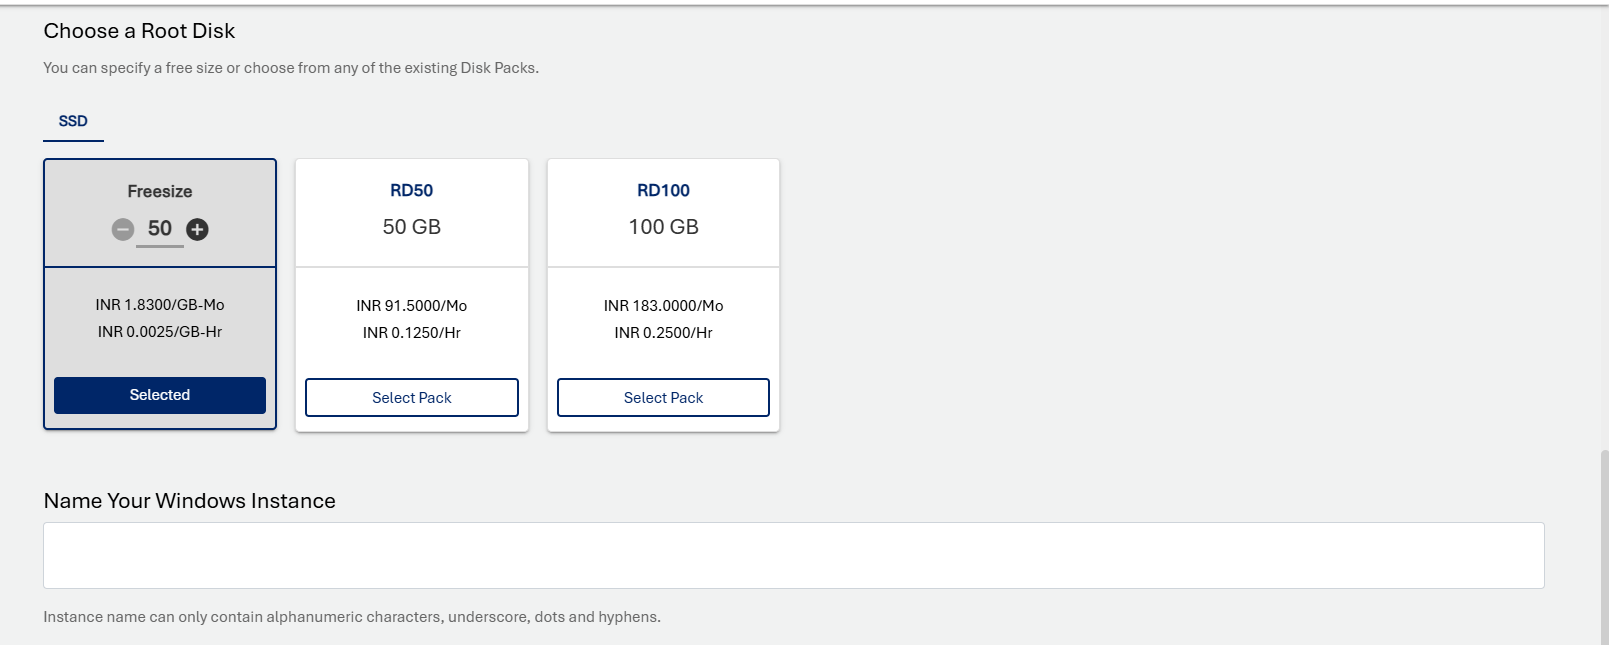 Choose a Root Disk
You can specify a free size or choose from any of the existing Disk Packs.
SSD
Freesize
50
INR 1.8300/GB-Mo
INR 0.0025/GB-Hr
Selected
RD50
50 GB
INR 91.5000/Mo
INR 0.1250/Hr
Select Pack
RD100
100 GB
INR 183.0000/Mo
INR 0.2500/Hr
Select Pack
Name Your Windows Instance
Instance name can only contain alphanumeric characters, underscore, dots and hyphens.